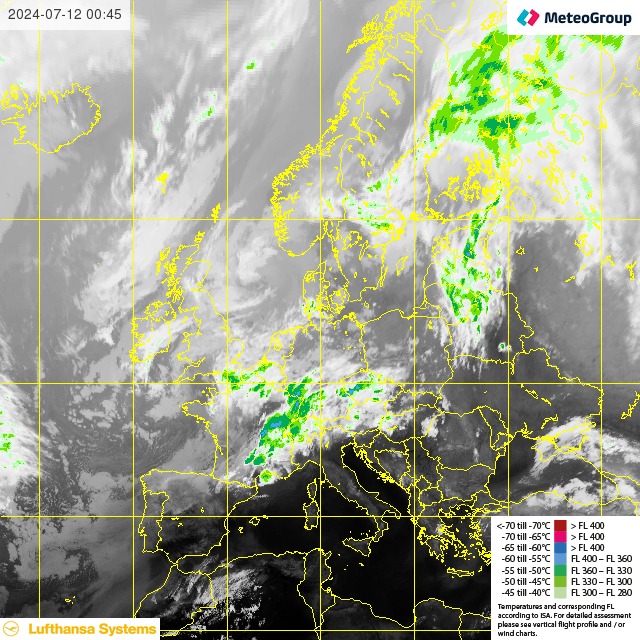 2024-07-12 00:45
MeteoGroup
<-70 till -70°C > FL 400
-70 till -65°C > FL 400
-65 till -60°C > FL 400
-60 till -55°C FL 400 – FL 360
-55 till -50°C FL 360 – FL 330
-50 till -45°C FL 330 – FL 300
-45 till -40°C FL 300 – FL 280
Temperatures and corresponding FL
according to ISA. For detailed assessment
please see vertical flight profile and / or
wind charts.
Lufthansa Systems